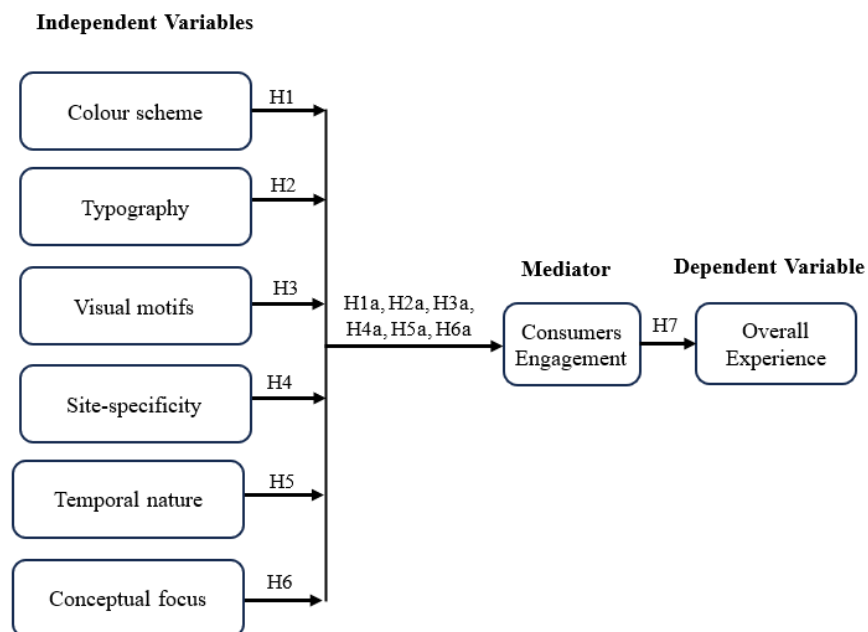 Independent Variables
Colour scheme
H1
Typography
H2
Visual motifs
H3
Site-specificity
H4
Temporal nature
H5
Conceptual focus
H6
H1a, H2a, H3a,
H4a, H5a, H6a
Mediator
Consumers
Engagement
H7
Dependent Variable
Overall
Experience